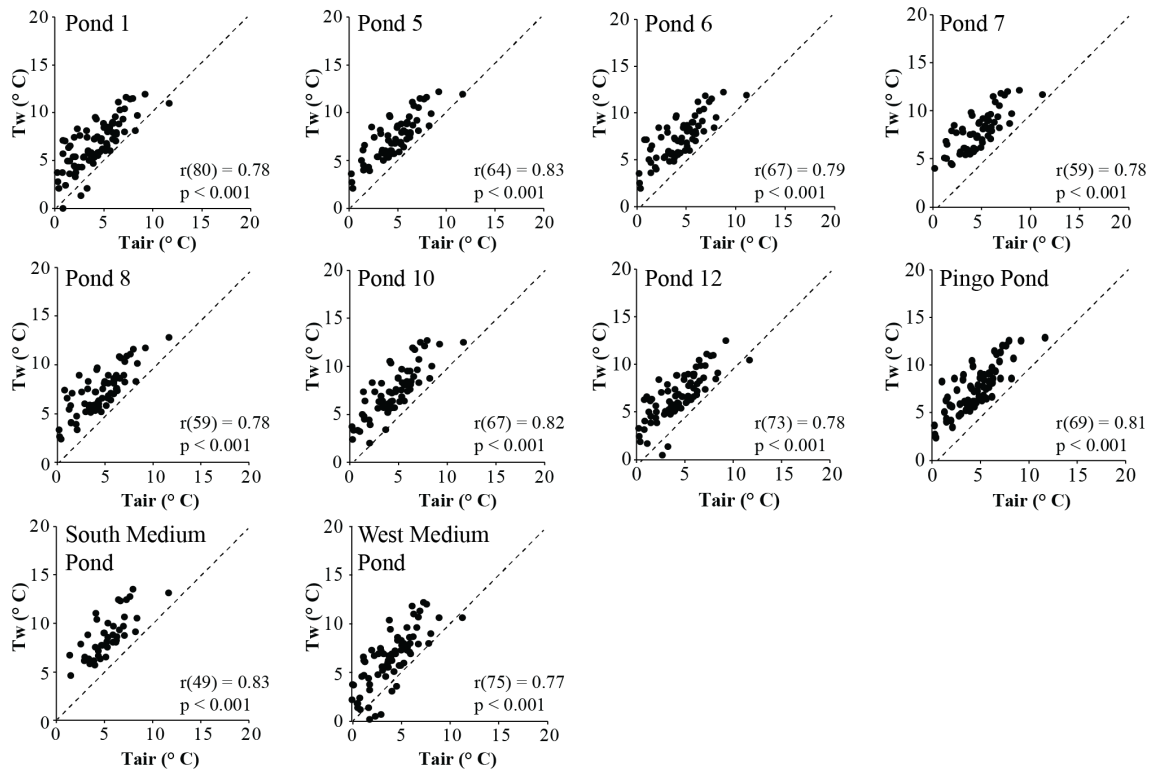 Pond 1
20
15
10
5
0
Tw (° C)
r(80) = 0.78
p < 0.001
0 5 10 15 20
Tair (° C)
Pond 5
20
15
10
5
0
Tw (° C)
r(64) = 0.83
p < 0.001
0 5 10 15 20
Tair (° C)
Pond 6
20
15
10
5
0
Tw (° C)
r(67) = 0.79
p < 0.001
0 5 10 15 20
Tair (° C)
Pond 7
20
15
10
5
0
Tw (° C)
r(59) = 0.78
p < 0.001
0 5 10 15 20
Tair (° C)
Pond 8
20
15
10
5
0
Tw (° C)
r(59) = 0.78
p < 0.001
0 5 10 15 20
Tair (° C)
Pond 10
20
15
10
5
0
Tw (° C)
r(67) = 0.82
p < 0.001
0 5 10 15 20
Tair (° C)
Pond 12
20
15
10
5
0
Tw (° C)
r(73) = 0.78
p < 0.001
0 5 10 15 20
Tair (° C)
Pingo Pond
20
15
10
5
0
Tw (° C)
r(69) = 0.81
p < 0.001
0 5 10 15 20
Tair (° C)
South Medium
Pond
20
15
10
5
0
Tw (° C)
r(49) = 0.83
p < 0.001
0 5 10 15 20
Tair (° C)
West Medium
Pond
20
15
10
5
0
Tw (° C)
r(75) = 0.77
p < 0.001
0 5 10 15 20
Tair (° C)